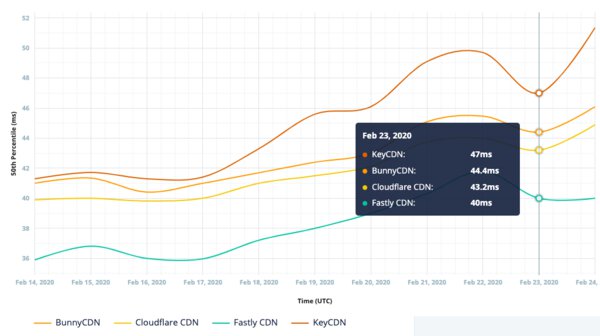 52
50
48
46
44
42
40
38
36
50th Percentile (ms)
Feb 23, 2020
KeyCDN: 47ms
BunnyCDN: 44.4ms
Cloudflare CDN: 43.2ms
Fastly CDN: 40ms
Feb 14, 2020 Feb 15, 2020 Feb 16, 2020 Feb 17, 2020 Feb 18, 2020 Feb 19, 2020 Feb 20, 2020 Feb 21, 2020 Feb 22, 2020 Feb 23, 2020 Feb 24,
Time (UTC)
BunnyCDN Cloudflare CDN Fastly CDN KeyCDN